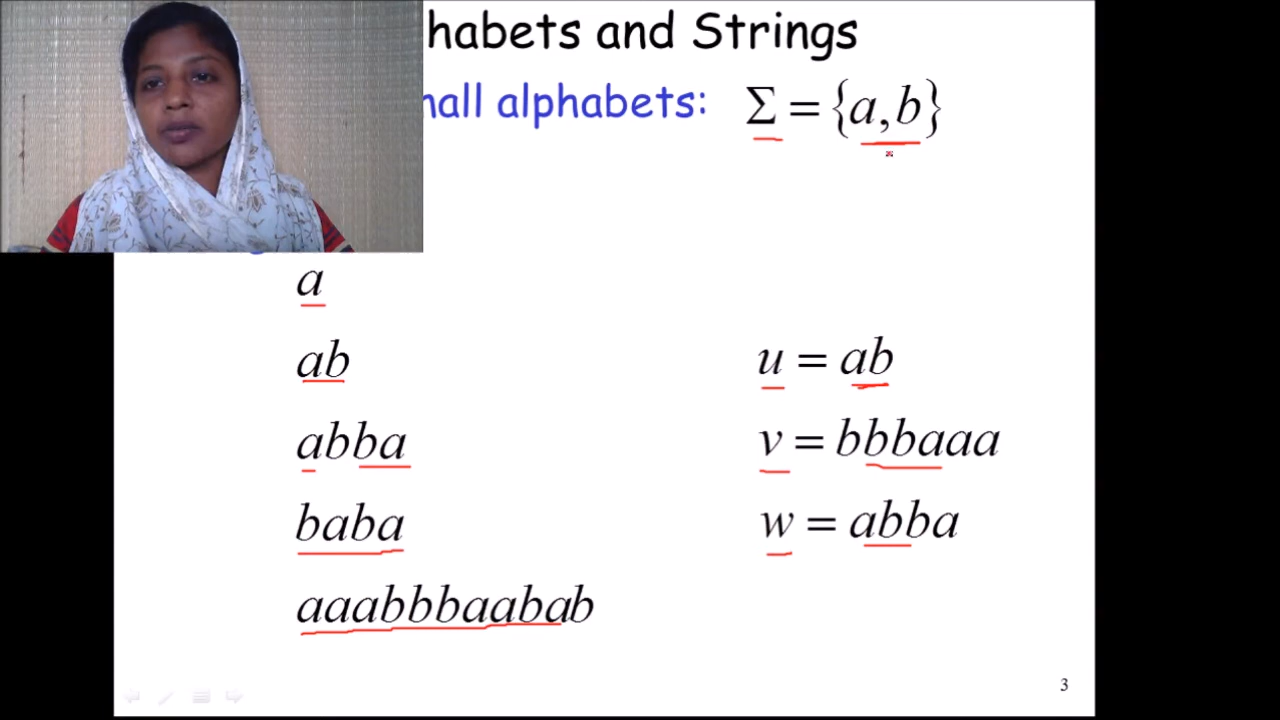 habets and Strings
nall alphabets: Σ = {a,b}
a
ab u = ab
abba v = bbbaaa
baba w = abba
aaabbbaabab
3